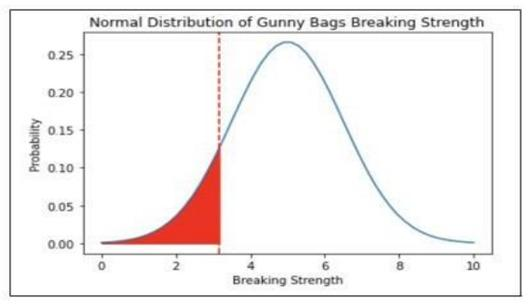 Normal Distribution of Gunny Bags Breaking Strength
0.25
0.20
0.15
0.10
0.05
0.00
Probability
0 2 4 6 8 10
Breaking Strength